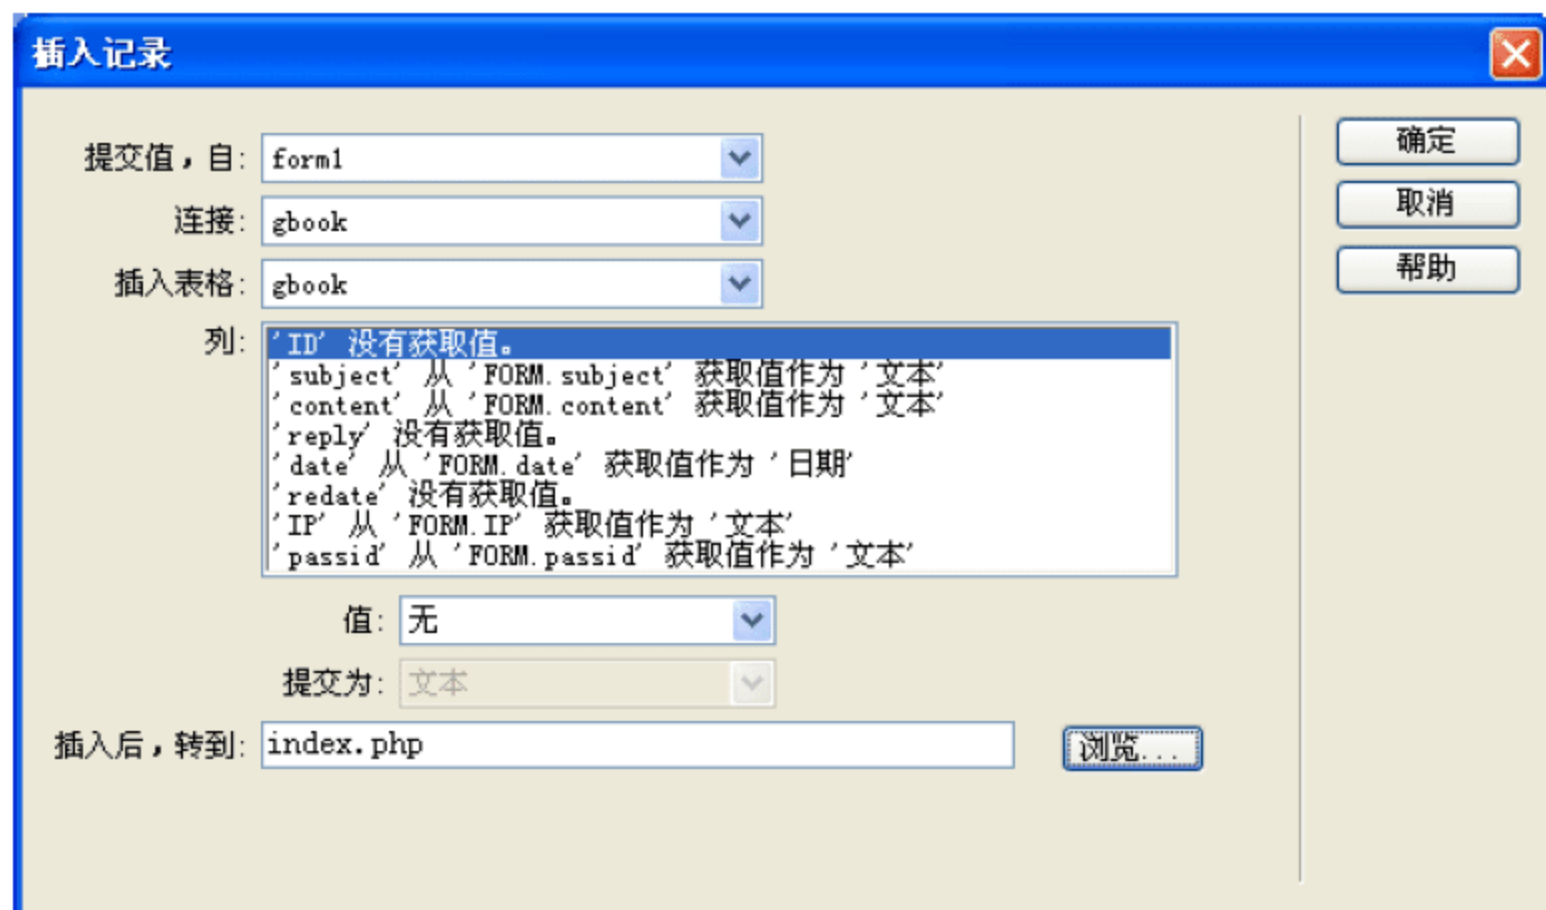 插入记录
提交值，自: form1
确定
连接: gbook
取消
插入表格: gbook
帮助
列:
'ID' 没有获取值。
'subject' 从 'FORM.subject' 获取值作为 '文本'
'content' 从 'FORM.content' 获取值作为 '文本'
'reply' 没有获取值。
'date' 从 'FORM.date' 获取值作为 '日期'
'redate' 没有获取值。
'IP' 从 'FORM.IP' 获取值作为 '文本'
'passid' 从 'FORM.passid' 获取值作为 '文本'
值: 无
提交为: 文本
插入后，转到: index.php
浏览...